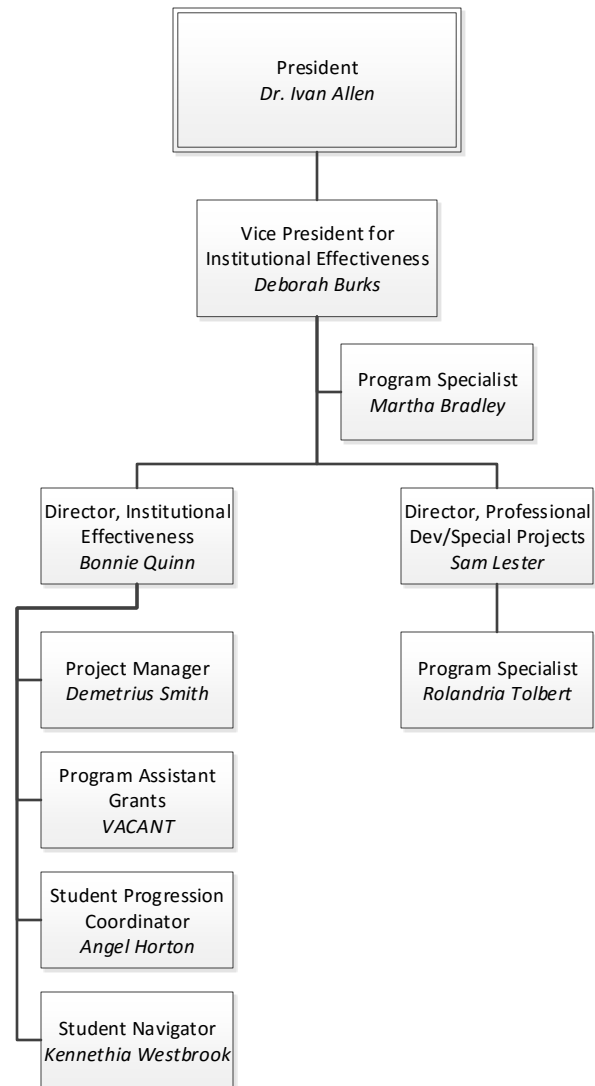 President
Dr. Ivan Allen
Vice President for
Institutional Effectiveness
Deborah Burks
Program Specialist
Martha Bradley
Director, Institutional
Effectiveness
Bonnie Quinn
Director, Professional
Dev/Special Projects
Sam Lester
Project Manager
Demetrius Smith
Program Specialist
Rolandria Tolbert
Program Assistant
Grants
VACANT
Student Progression
Coordinator
Angel Horton
Student Navigator
Kennethia Westbrook